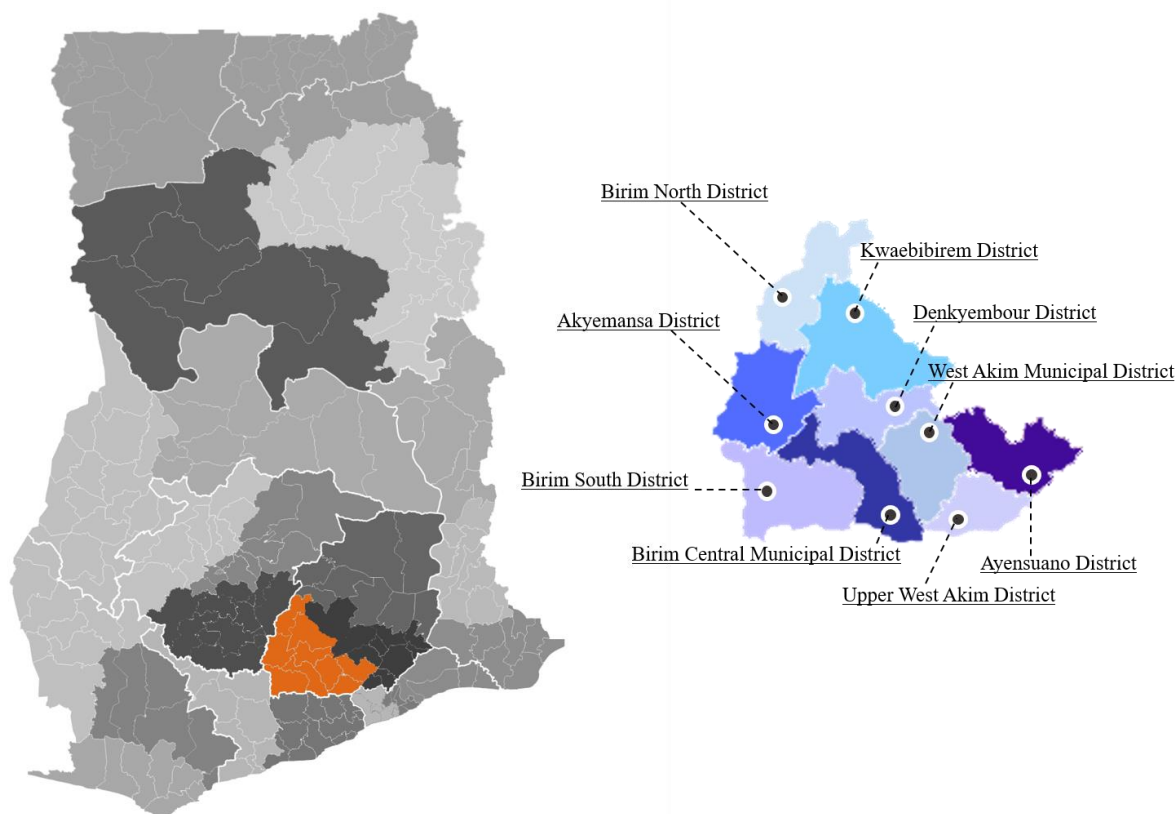 Birim North District
Kwaebibirem District
Denkyembour District
Akyemansa District
West Akim Municipal District
Birim South District
Birim Central Municipal District
Ayensuano District
Upper West Akim District